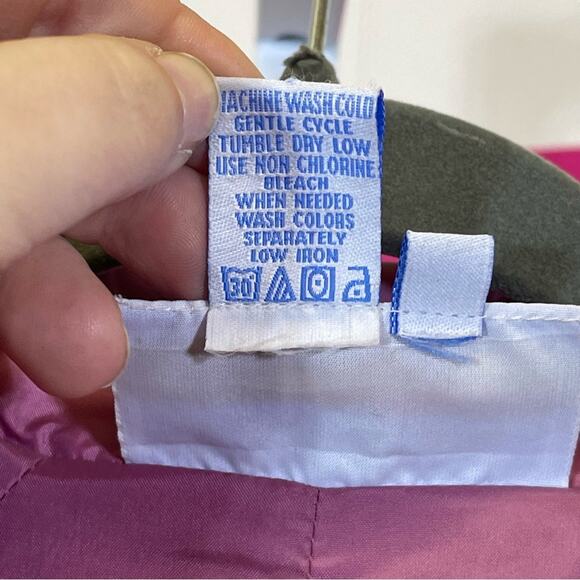 MACHINE WASH COLD
GENTLE CYCLE
TUMBLE DRY LOW
USE NON CHLORINE
BLEACH
WHEN NEEDED
WASH COLORS
SEPARATELY
LOW IRON
30°